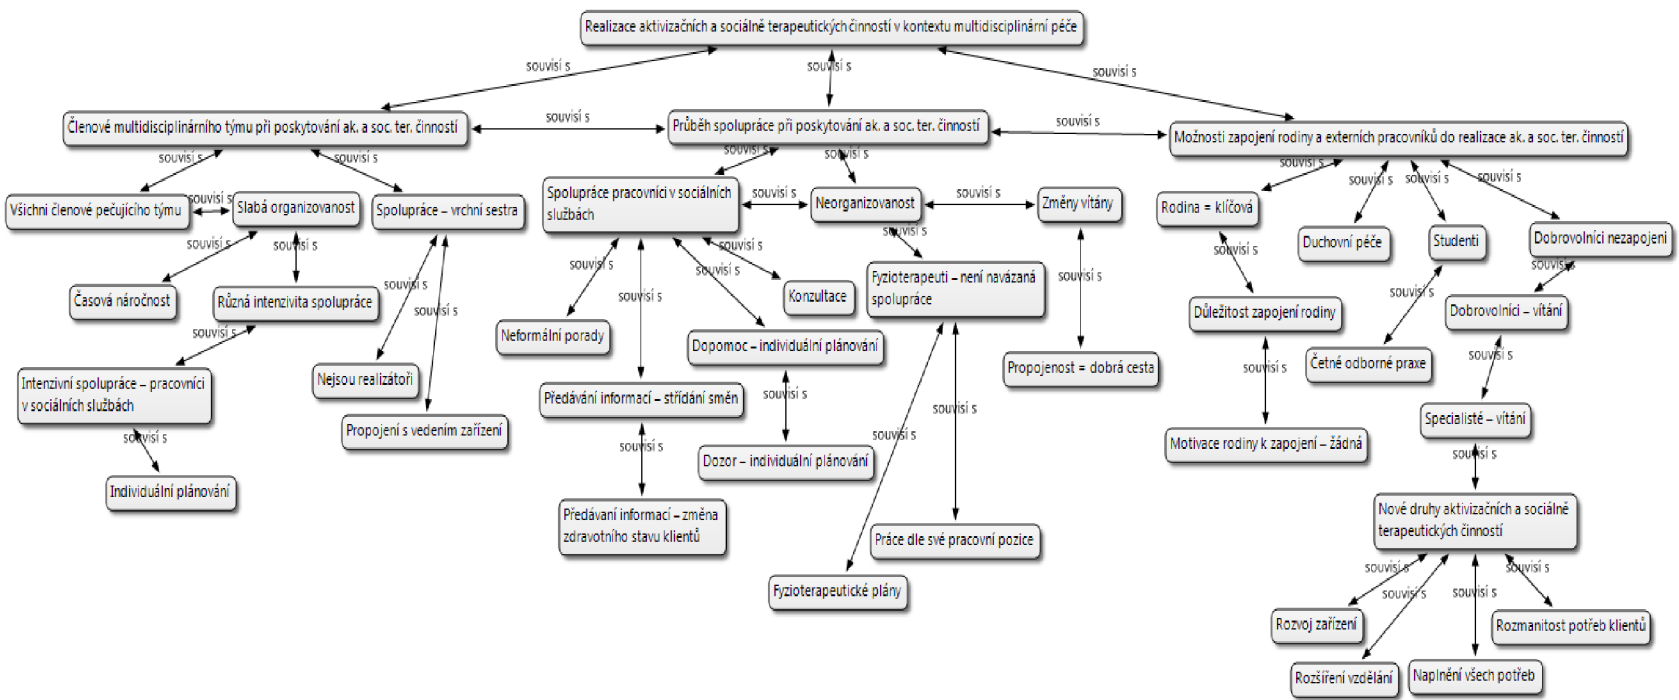 Realizace aktivizačních a sociálně terapeutických činností v kontextu multidisciplinární péče
souvisí s
souvisí s
souvisí s
Členové multidisciplinárního týmu při poskytování ak. a soc. ter. činností
souvisí s
Průběh spolupráce při poskytování ak. a soc. ter. činností
souvisí s
Možnosti zapojení rodiny a externích pracovníků do realizace ak. a soc. ter. činností
souvisí s
souvisí s
souvisí s
souvisí s
souvisí s
souvisí s
souvisí s
souvisí s
Všichni členové pečujícího týmu
souvisí s
Slabá organizovanost
Spolupráce – vrchní sestra
Spolupráce pracovníci v sociálních
službách
souvisí s
Neorganizovanost
souvisí s
Změny vítány
Rodina = klíčová
Duchovní péče
Studenti
Dobrovolníci nezapojeni
souvisí s
souvisí s
souvisí s
souvisí s
souvisí s
souvisí s
souvisí s
souvisí s
souvisí s
souvisí s
souvisí s
souvisí s
souvisí s
souvisí s
Časová náročnost
Různá intenzivita spolupráce
Neformální porady
Konzultace
Fyzioterapeuti – není navázaná
spolupráce
Důležitost zapojení rodiny
Dobrovolníci – vítání
souvisí s
Dopomoc – individuální plánování
Propojenost = dobrá cesta
Četné odborné praxe
souvisí s
souvisí s
Intenzivní spolupráce – pracovníci
v sociálních službách
Nejsou realizátoři
Předávání informací – střídání směn
souvisí s
souvisí s
souvisí s
Specialisté – vítání
Propojení s vedením zařízení
souvisí s
souvisí s
Motivace rodiny k zapojení – žádná
souvisí s
souvisí s
Individuální plánování
Dozor – individuální plánování
Předávaní informací – změna
zdravotního stavu klientů
Práce dle své pracovní pozice
Nové druhy aktivizačních a sociálně
terapeutických činností
Fyzioterapeutické plány
souvisí s
souvisí s
souvisí s
souvisí s
Rozvoj zařízení
Rozmanitost potřeb klientů
Rozšíření vzdělání
Naplnění všech potřeb